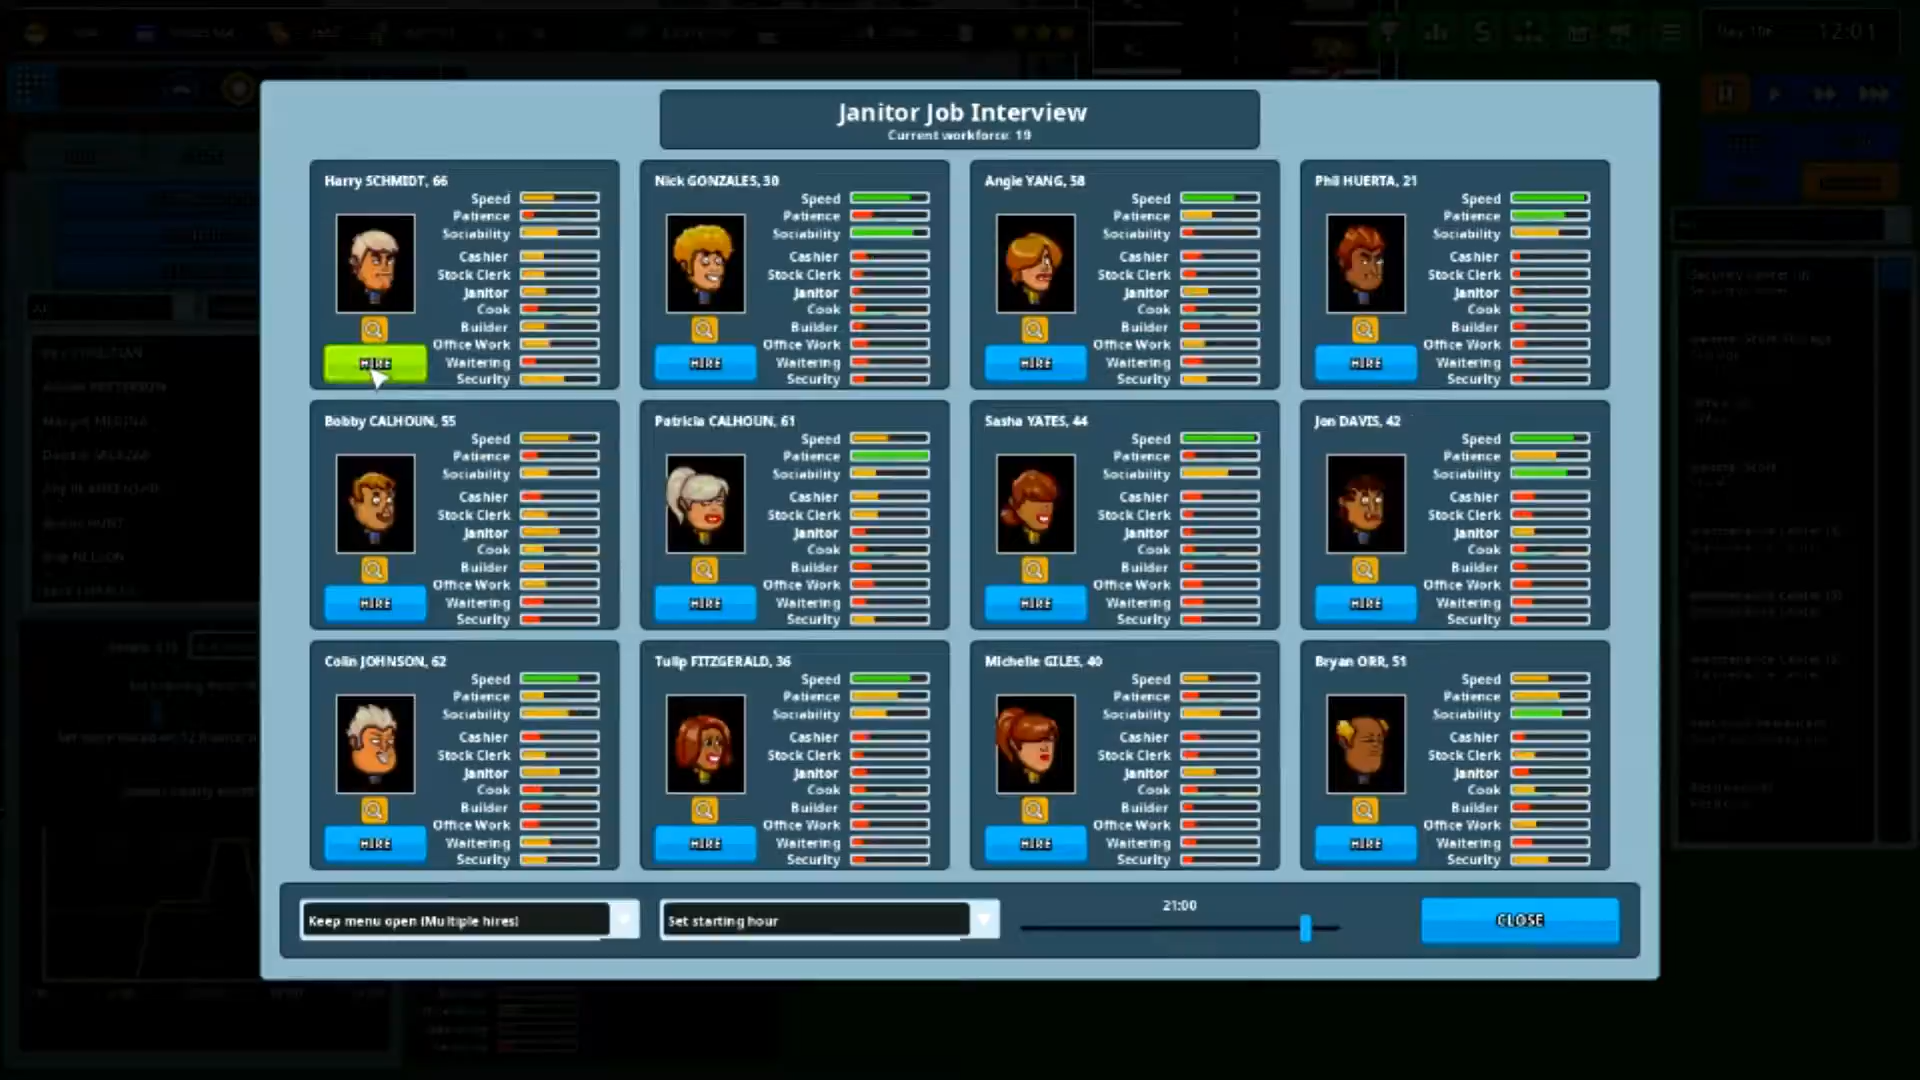 12:01
Janitor Job Interview
Current workforce: 19
Harry SCHMIDT, 66
Speed
Patience
Sociability
Cashier
Stock Clerk
Janitor
Cook
Builder
Office Work
Waitering
Security
HIRE
Nick GONZALES, 30
Speed
Patience
Sociability
Cashier
Stock Clerk
Janitor
Cook
Builder
Office Work
Waitering
Security
HIRE
Angie YANG, 58
Speed
Patience
Sociability
Cashier
Stock Clerk
Janitor
Cook
Builder
Office Work
Waitering
Security
HIRE
Phil HUERTA, 21
Speed
Patience
Sociability
Cashier
Stock Clerk
Janitor
Cook
Builder
Office Work
Waitering
Security
HIRE
Bobby CALHOUN, 55
Speed
Patience
Sociability
Cashier
Stock Clerk
Janitor
Cook
Builder
Office Work
Waitering
Security
HIRE
Patricia CALHOUN, 61
Speed
Patience
Sociability
Cashier
Stock Clerk
Janitor
Cook
Builder
Office Work
Waitering
Security
HIRE
Sasha YATES, 44
Speed
Patience
Sociability
Cashier
Stock Clerk
Janitor
Cook
Builder
Office Work
Waitering
Security
HIRE
Jon DAVIS, 42
Speed
Patience
Sociability
Cashier
Stock Clerk
Janitor
Cook
Builder
Office Work
Waitering
Security
HIRE
Colin JOHNSON, 62
Speed
Patience
Sociability
Cashier
Stock Clerk
Janitor
Cook
Builder
Office Work
Waitering
Security
HIRE
Tulip FITZGERALD, 36
Speed
Patience
Sociability
Cashier
Stock Clerk
Janitor
Cook
Builder
Office Work
Waitering
Security
HIRE
Michelle GILES, 40
Speed
Patience
Sociability
Cashier
Stock Clerk
Janitor
Cook
Builder
Office Work
Waitering
Security
HIRE
Bryan ORR, 51
Speed
Patience
Sociability
Cashier
Stock Clerk
Janitor
Cook
Builder
Office Work
Waitering
Security
HIRE
Keep menu open (Multiple hires)
Set starting hour
21:00
CLOSE